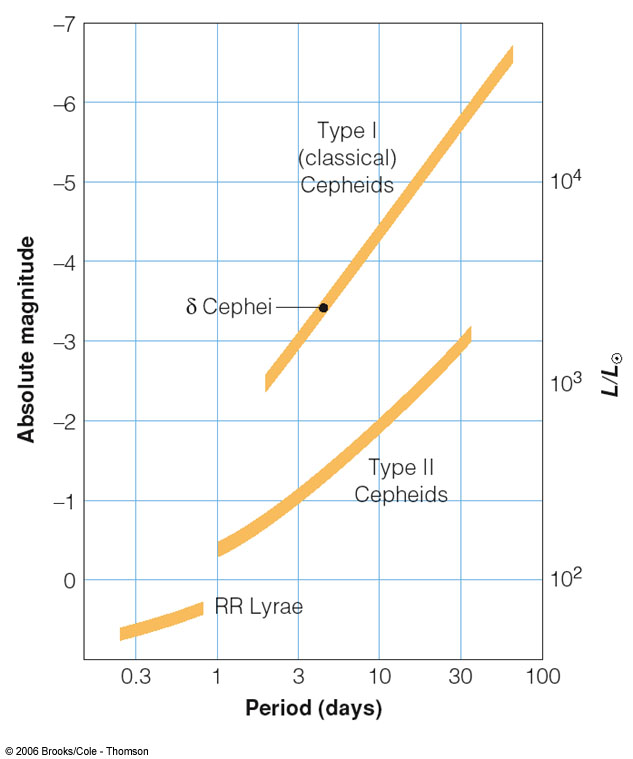 –7
–6
–5
–4
–3
–2
–1
0
Absolute magnitude
Type I
(classical)
Cepheids
δ Cephei
Type II
Cepheids
RR Lyrae
10⁴
10³
10²
L/L☉
0.3 1 3 10 30 100
Period (days)
© 2006 Brooks/Cole - Thomson